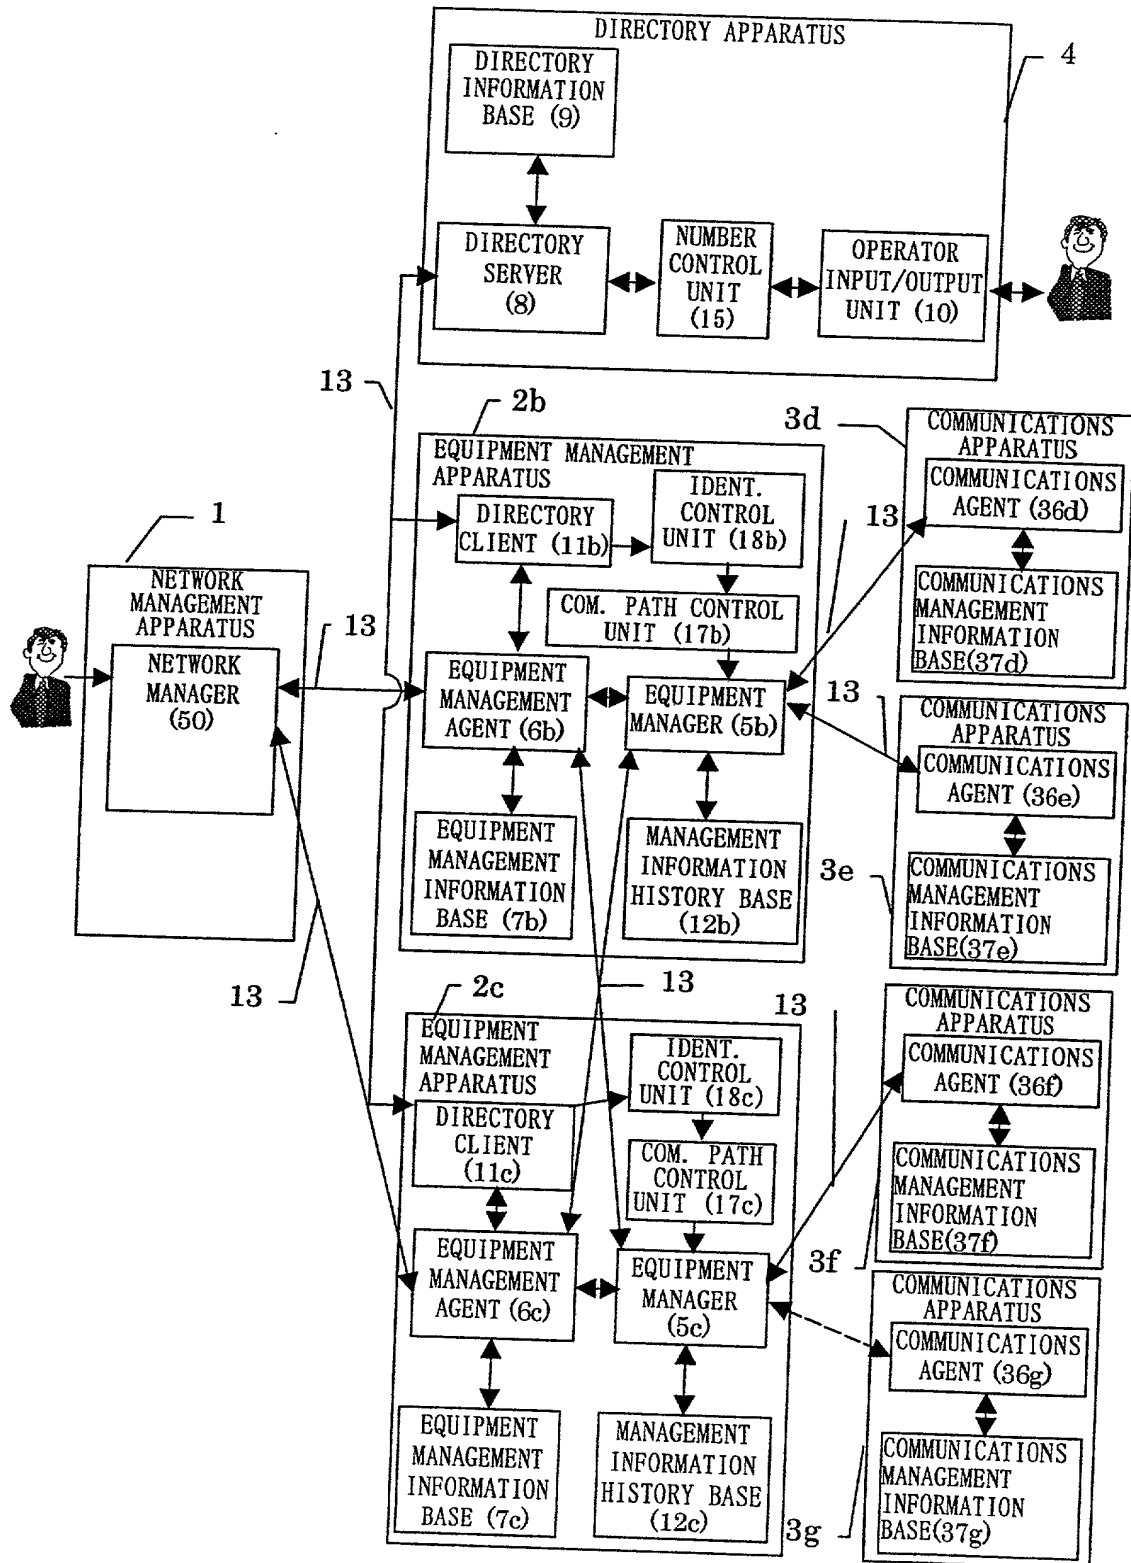 DIRECTORY APPARATUS
4
DIRECTORY
INFORMATION
BASE (9)
DIRECTORY
SERVER
(8)
NUMBER
CONTROL
UNIT
(15)
OPERATOR
INPUT/OUTPUT
UNIT (10)
13
2b
EQUIPMENT MANAGEMENT
APPARATUS
DIRECTORY
CLIENT (11b)
IDENT.
CONTROL
UNIT (18b)
COM. PATH CONTROL
UNIT (17b)
EQUIPMENT
MANAGEMENT
AGENT (6b)
EQUIPMENT
MANAGER (5b)
EQUIPMENT
MANAGEMENT
INFORMATION
BASE (7b)
MANAGEMENT
INFORMATION
HISTORY BASE
(12b)
1
NETWORK
MANAGEMENT
APPARATUS
NETWORK
MANAGER
(50)
13
13
13
3d
COMMUNICATIONS
APPARATUS
COMMUNICATIONS
AGENT (36d)
COMMUNICATIONS
MANAGEMENT
INFORMATION
BASE(37d)
13
3e
COMMUNICATIONS
APPARATUS
COMMUNICATIONS
AGENT (36e)
COMMUNICATIONS
MANAGEMENT
INFORMATION
BASE(37e)
13
2c
EQUIPMENT
MANAGEMENT
APPARATUS
DIRECTORY
CLIENT
(11c)
IDENT.
CONTROL
UNIT (18c)
COM. PATH
CONTROL
UNIT (17c)
EQUIPMENT
MANAGEMENT
AGENT (6c)
EQUIPMENT
MANAGER
(5c)
EQUIPMENT
MANAGEMENT
INFORMATION
BASE (7c)
MANAGEMENT
INFORMATION
HISTORY BASE
(12c)
13
3f
COMMUNICATIONS
APPARATUS
COMMUNICATIONS
AGENT (36f)
COMMUNICATIONS
MANAGEMENT
INFORMATION
BASE(37f)
3g
COMMUNICATIONS
APPARATUS
COMMUNICATIONS
AGENT (36g)
COMMUNICATIONS
MANAGEMENT
INFORMATION
BASE(37g)